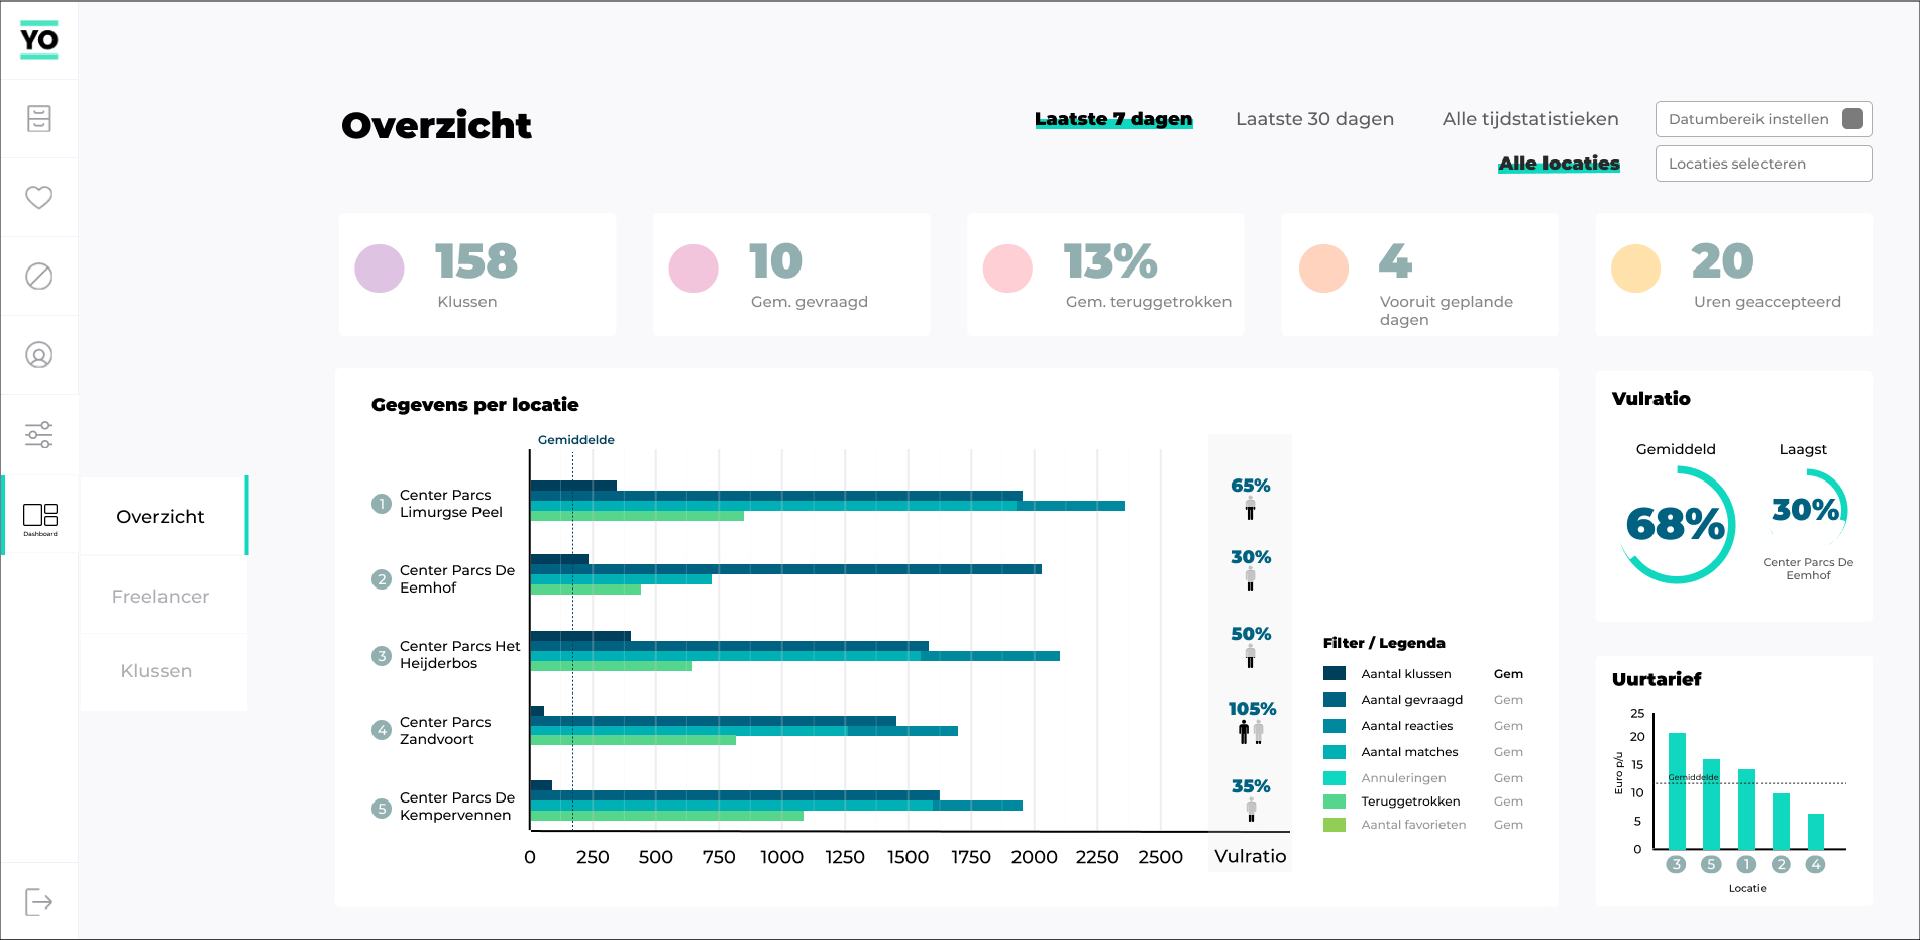 YO
Overzicht
Laatste 7 dagen
Laatste 30 dagen
Alle tijdstatistieken
Datumbereik instellen
Alle locaties
Locaties selecteren
158
Klussen
10
Gem. gevraagd
13%
Gem. teruggetrokken
4
Vooruit geplande
dagen
20
Uren geaccepteerd
Dashboard
Overzicht
Freelancer
Klussen
Gegevens per locatie
Gemiddelde
1
Center Parcs
Limurgse Peel
65%
2
Center Parcs De
Eemhof
30%
3
Center Parcs Het
Heijderbos
50%
4
Center Parcs
Zandvoort
105%
5
Center Parcs De
Kempervennen
35%
0 250 500 750 1000 1250 1500 1750 2000 2250 2500 Vulratio
Filter / Legenda
Aantal klussen Gem
Aantal gevraagd Gem
Aantal reacties Gem
Aantal matches Gem
Annuleringen Gem
Teruggetrokken Gem
Aantal favorieten Gem
Vulratio
Gemiddeld
68%
Laagst
30%
Center Parcs De
Eemhof
Uurtarief
Euro p/u
25
20
15
10
5
0
Gemiddelde
3 5 1 2 4
Locatie